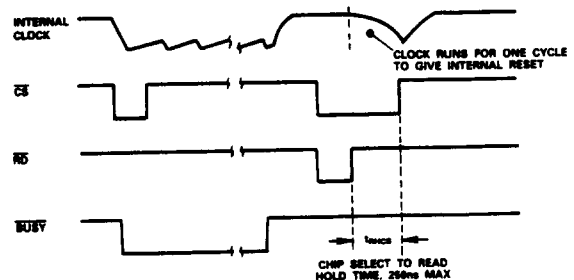 INTERNAL
CLOCK
CLOCK RUNS FOR ONE CYCLE
TO GIVE INTERNAL RESET
CS
RD
BUSY
tRHCS
CHIP SELECT TO READ
HOLD TIME, 250ns MAX